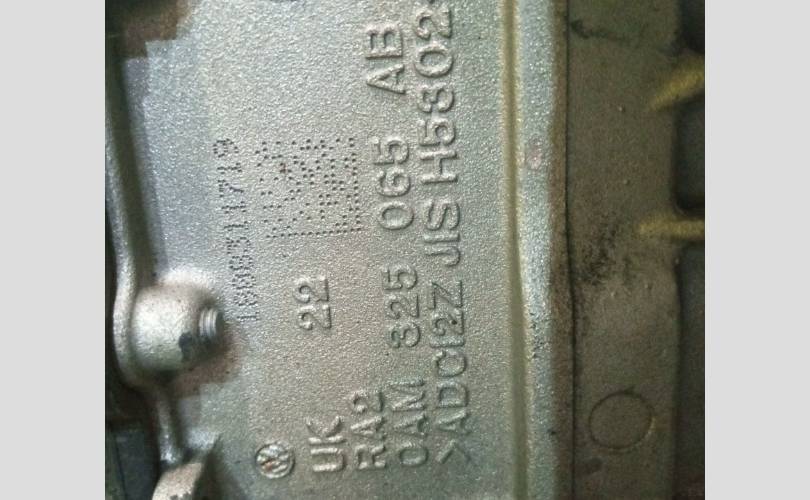 UK 22
RA2
0AM 325 065 AB
>ADC12Z JIS H5302